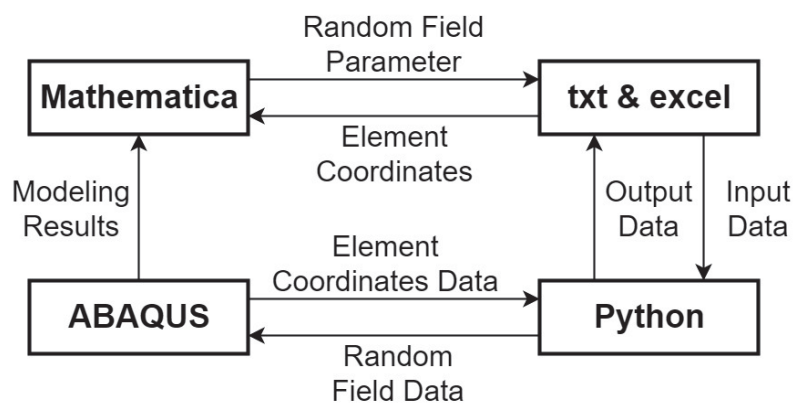 Random Field
Parameter
Mathematica
txt & excel
Element
Coordinates
Modeling
Results
Output
Data
Input
Data
Element
Coordinates Data
ABAQUS
Python
Random
Field Data